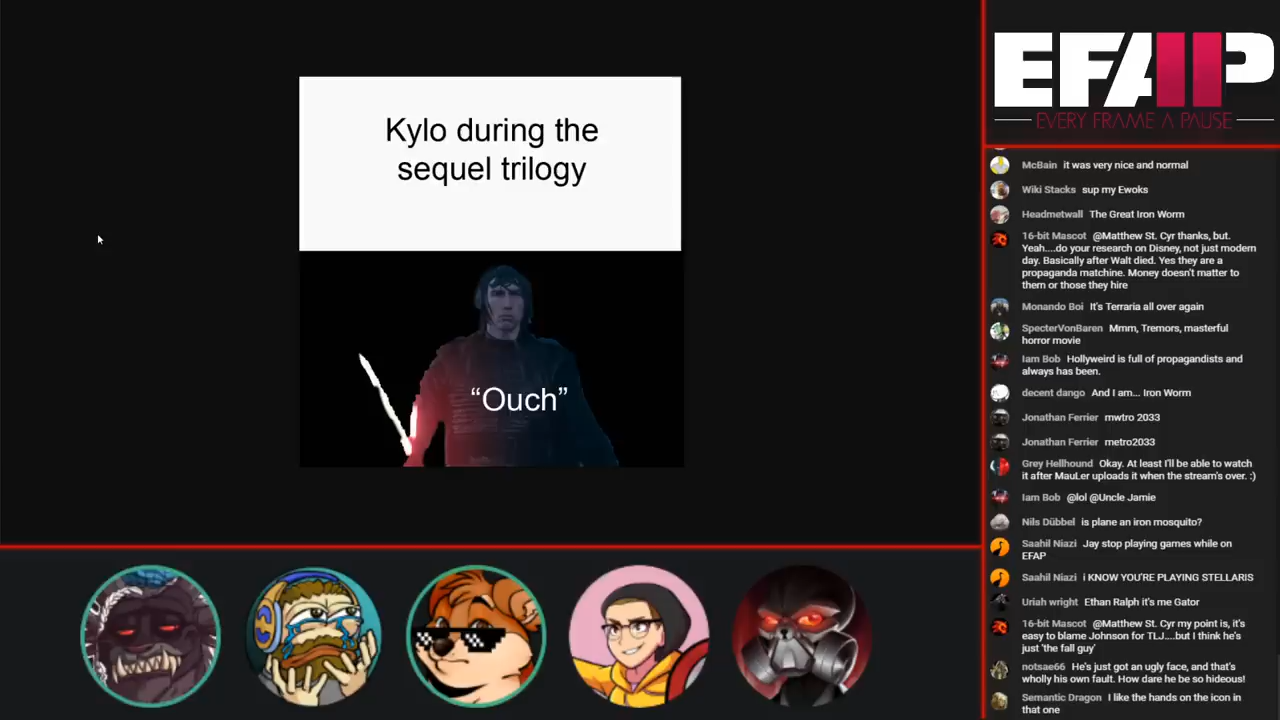 Kylo during the
sequel trilogy
“Ouch”
EFAP
EVERY FRAME A PAUSE
McBain it was very nice and normal
Wiki Stacks sup my Ewoks
Headmetwall The Great Iron Worm
16-bit Mascot @Matthew St. Cyr thanks, but.
Yeah....do your research on Disney, not just modern
day. Basically after Walt died. Yes they are a
propaganda matchine. Money doesn't matter to
them or those they hire
Monando Boi It's Terraria all over again
SpecterVonBaren Mmm, Tremors, masterful
horror movie
Iam Bob Hollyweird is full of propagandists and
always has been.
decent dango And I am... Iron Worm
Jonathan Ferrier mwtro 2033
Jonathan Ferrier metro2033
Grey Hellhound Okay. At least I'll be able to watch
it after MauLer uploads it when the stream's over. :)
Iam Bob @lol @Uncle Jamie
Nils Dübbel is plane an iron mosquito?
Saahil Niazi Jay stop playing games while on
EFAP
Saahil Niazi i KNOW YOU'RE PLAYING STELLARIS
Uriah wright Ethan Ralph it's me Gator
16-bit Mascot @Matthew St. Cyr my point is, it's
easy to blame Johnson for TLJ....but I think he's
just 'the fall guy'
notsae66 He's just got an ugly face, and that's
wholly his own fault. How dare he be so hideous!
Semantic Dragon I like the hands on the icon in
that one